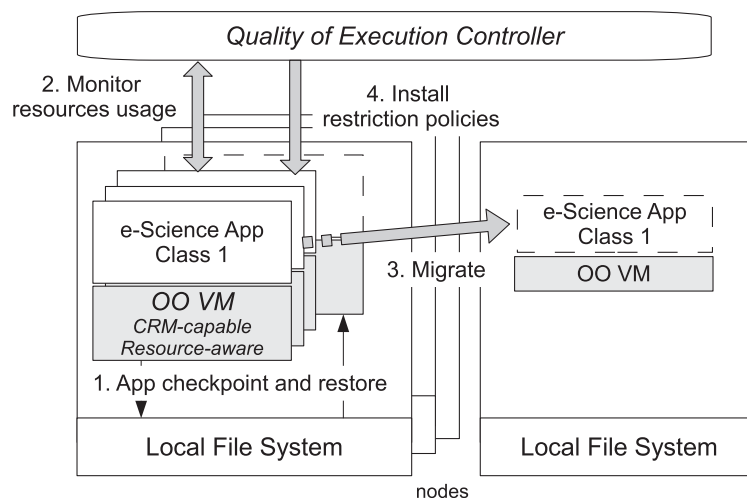 Quality of Execution Controller
2. Monitor
resources usage
4. Install
restriction policies
e-Science App
Class 1
OO VM
CRM-capable
Resource-aware
3. Migrate
e-Science App
Class 1
OO VM
1. App checkpoint and restore
Local File System
Local File System
nodes